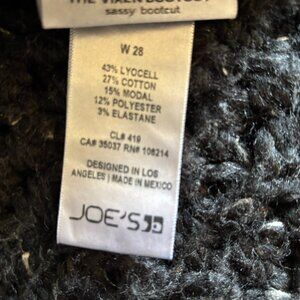 THE VIXEN BOOTCUT
sassy bootcut
W 28
43% LYOCELL
27% COTTON
15% MODAL
12% POLYESTER
3% ELASTANE
CL# 419
CA# 35037 RN# 106214
DESIGNED IN LOS
ANGELES | MADE IN MEXICO
JOE'S